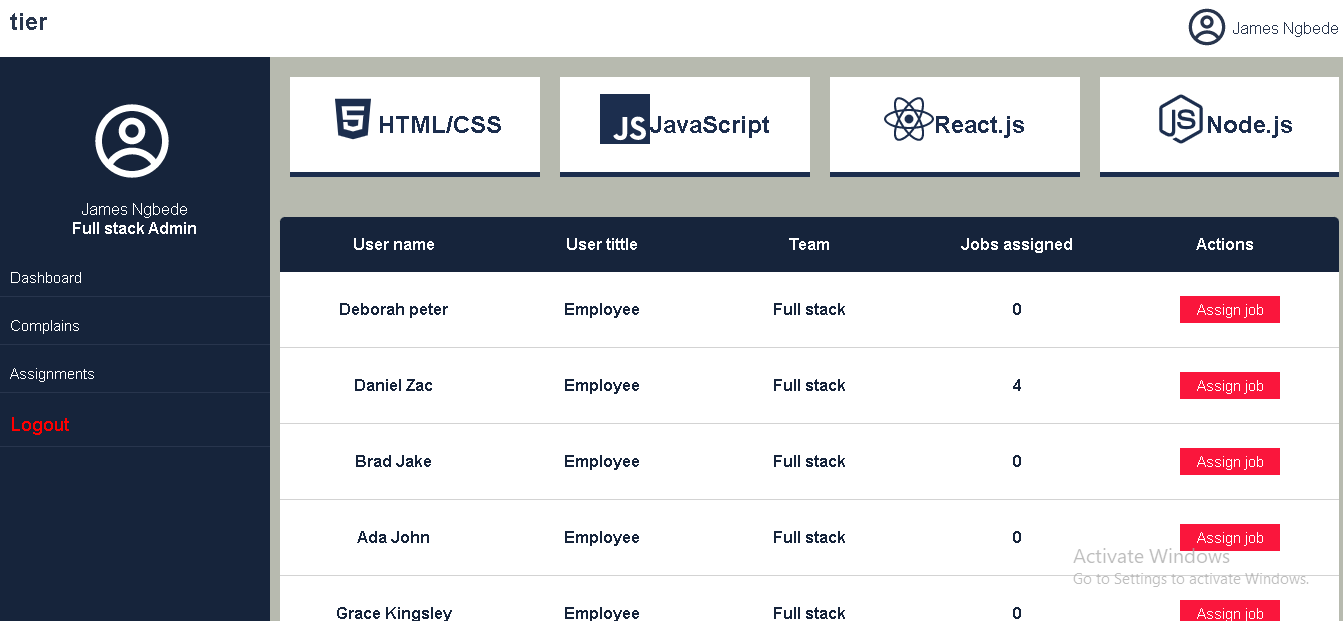 tier
James Ngbede
James Ngbede
Full stack Admin
Dashboard
Complains
Assignments
Logout
HTML/CSS
JS JavaScript
React.js
JS Node.js
User name User tittle Team Jobs assigned Actions
Deborah peter Employee Full stack 0 Assign job
Daniel Zac Employee Full stack 4 Assign job
Brad Jake Employee Full stack 0 Assign job
Ada John Employee Full stack 0 Assign job
Grace Kingsley Employee Full stack 0 Assign job
Activate Windows
Go to Settings to activate Windows.